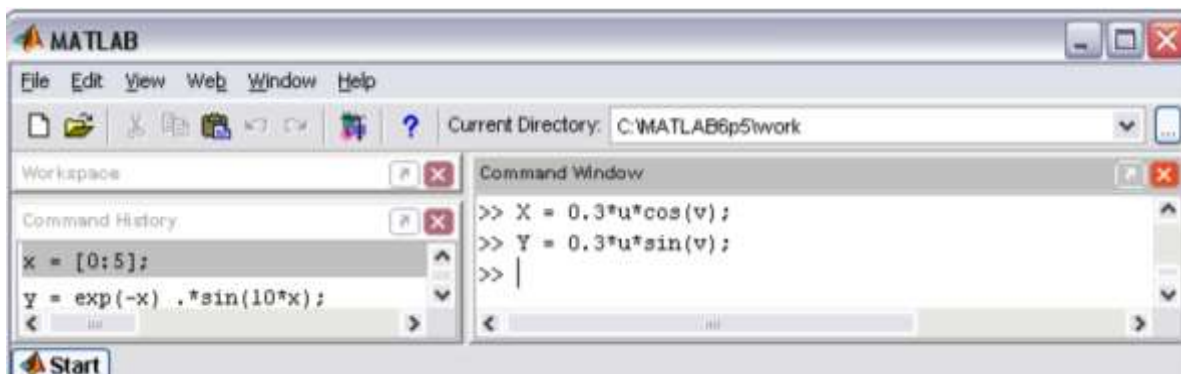 MATLAB
File Edit View Web Window Help
? Current Directory: C:\MATLAB6p5\work ...
Workspace
Command History
x = [0:5];
y = exp(-x) .*sin(10*x);
Command Window
>> X = 0.3*u*cos(v);
>> Y = 0.3*u*sin(v);
>>
Start